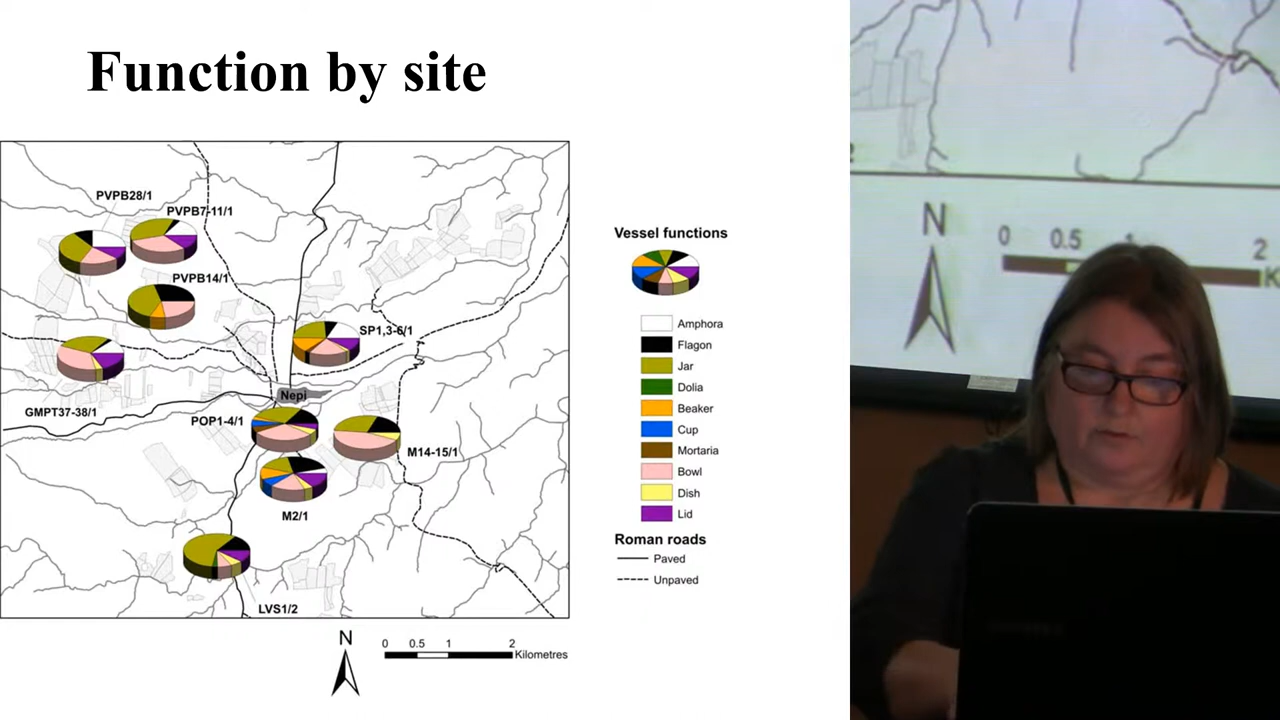 Function by site
PVPB28/1
PVPB7-11/1
PVPB14/1
SP1,3-6/1
Nepi
GMPT37-38/1
POP1-4/1
M14-15/1
M2/1
LVS1/2
N
0 0.5 1 2
Kilometres
Vessel functions
Amphora
Flagon
Jar
Dolia
Beaker
Cup
Mortaria
Bowl
Dish
Lid
Roman roads
Paved
Unpaved
N
0 0.5 1 2
K